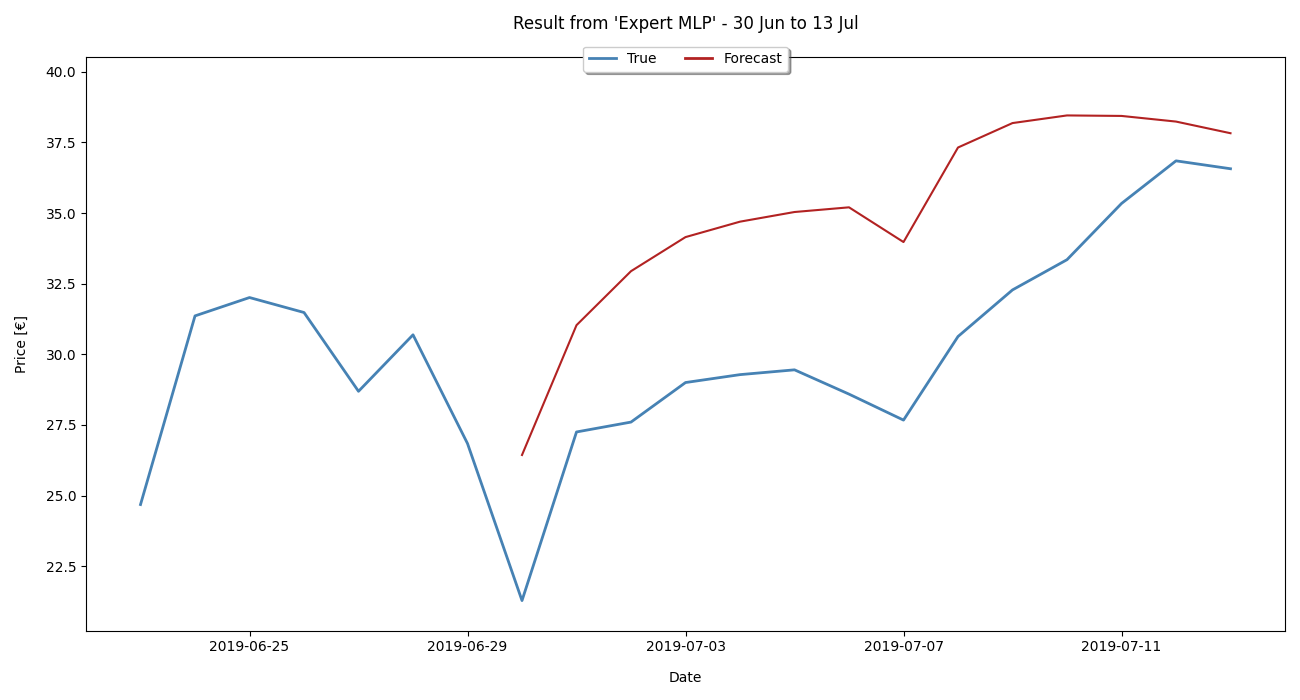 Result from 'Expert MLP' - 30 Jun to 13 Jul
True Forecast
40.0
37.5
35.0
32.5
30.0
27.5
25.0
22.5
Price [€]
2019-06-25 2019-06-29 2019-07-03 2019-07-07 2019-07-11
Date